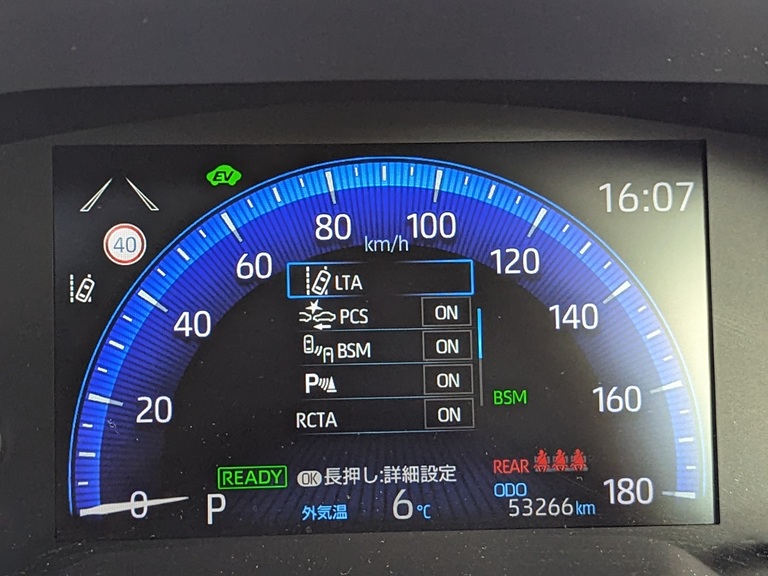 EV
16:07
40
80
100
km/h
60
120
LTA
40
PCS ON
140
BSM ON
P ON
BSM
20
160
RCTA ON
READY
OK 長押し:詳細設定
REAR
ODO
0
P
外気温 6℃
53266km
180